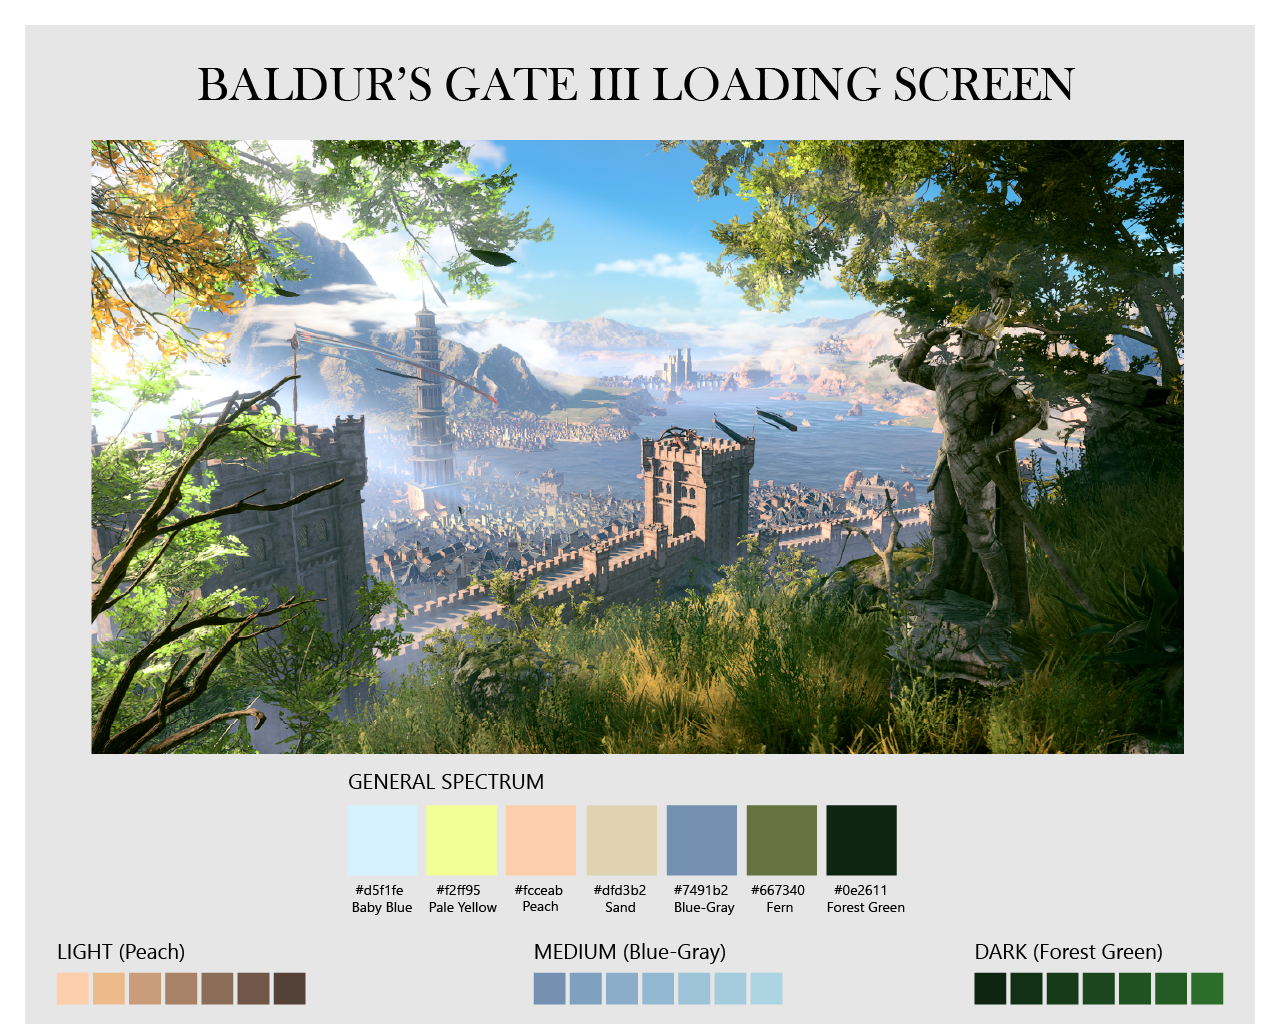 BALDUR'S GATE III LOADING SCREEN
GENERAL SPECTRUM
#d5f1fe #f2ff95 #fcceab #dfd3b2 #7491b2 #667340 #0e2611
Baby Blue Pale Yellow Peach Sand Blue-Gray Fern Forest Green
LIGHT (Peach) MEDIUM (Blue-Gray) DARK (Forest Green)